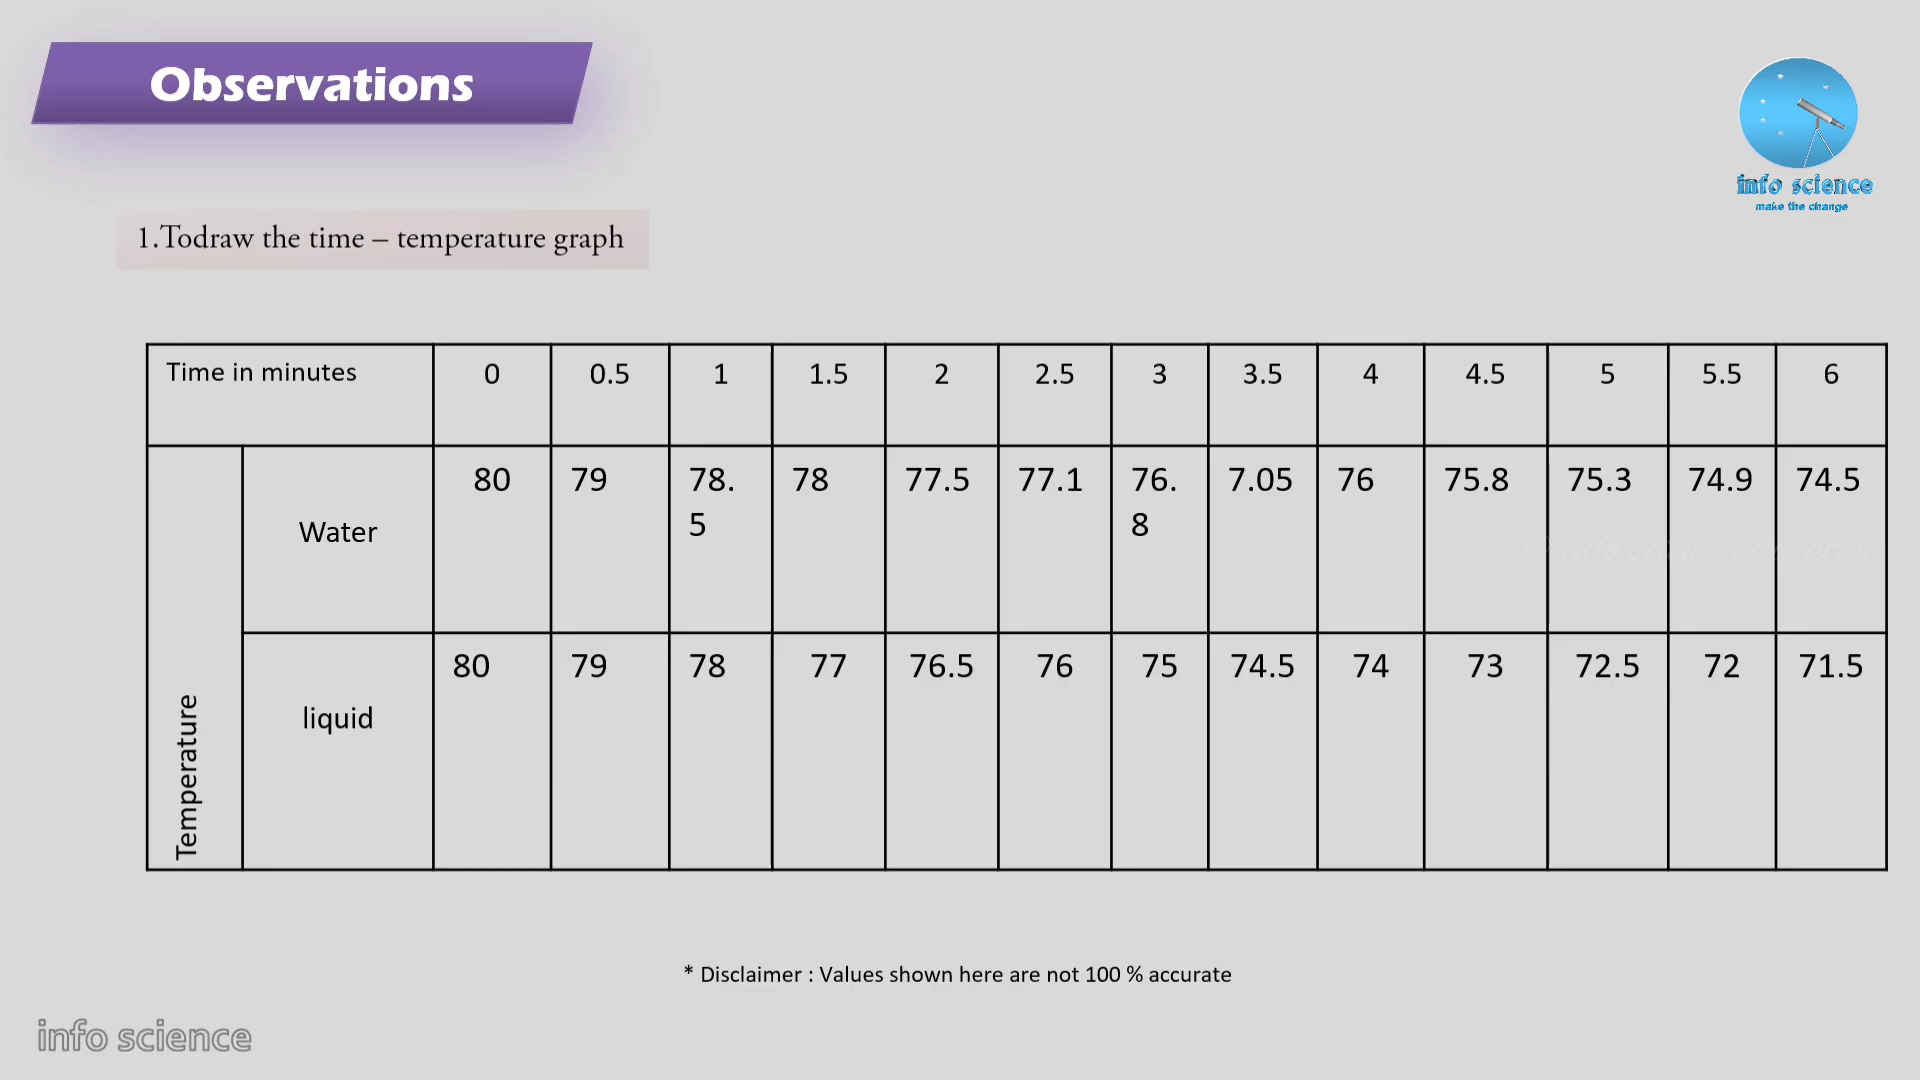 Observations
info science
make the change
1.Todraw the time – temperature graph
Time in minutes 0 0.5 1 1.5 2 2.5 3 3.5 4 4.5 5 5.5 6
Temperature
Water 80 79 78.5 78 77.5 77.1 76.8 7.05 76 75.8 75.3 74.9 74.5
© info science education
liquid 80 79 78 77 76.5 76 75 74.5 74 73 72.5 72 71.5
* Disclaimer : Values shown here are not 100 % accurate
info science